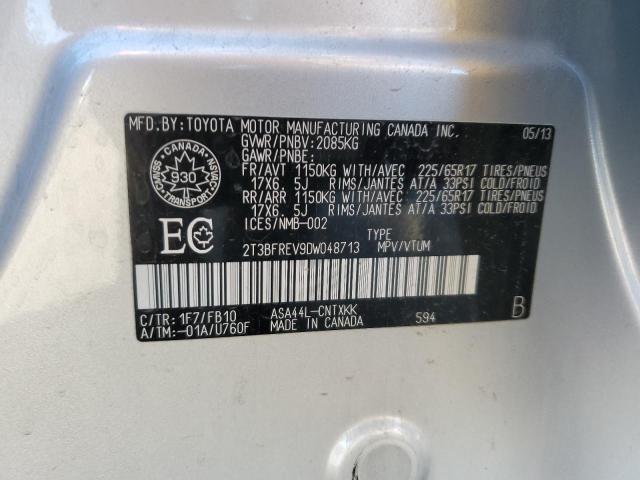 MFD.BY:TOYOTA MOTOR MANUFACTURING CANADA INC. 05/13
GVWR/PNBV:2085KG
GAWR/PNBE:
FR/AVT 1150KG WITH/AVEC 225/65R17 TIRES/PNEUS
17X6.5J RIMS/JANTES AT/A 33PSI COLD/FROID
RR/ARR 1150KG WITH/AVEC 225/65R17 TIRES/PNEUS
17X6.5J RIMS/JANTES AT/A 33PSI COLD/FROID
ICES/NMB-002
CANADA
930
TRANSPORT
NSVAC
NSVAC
EC
TYPE
2T3BFREV9DW048713 MPV/VTUM
C/TR: 1F7/FB10 ASA44L-CNTXKK
A/TM:-01A/U760F MADE IN CANADA 594 B